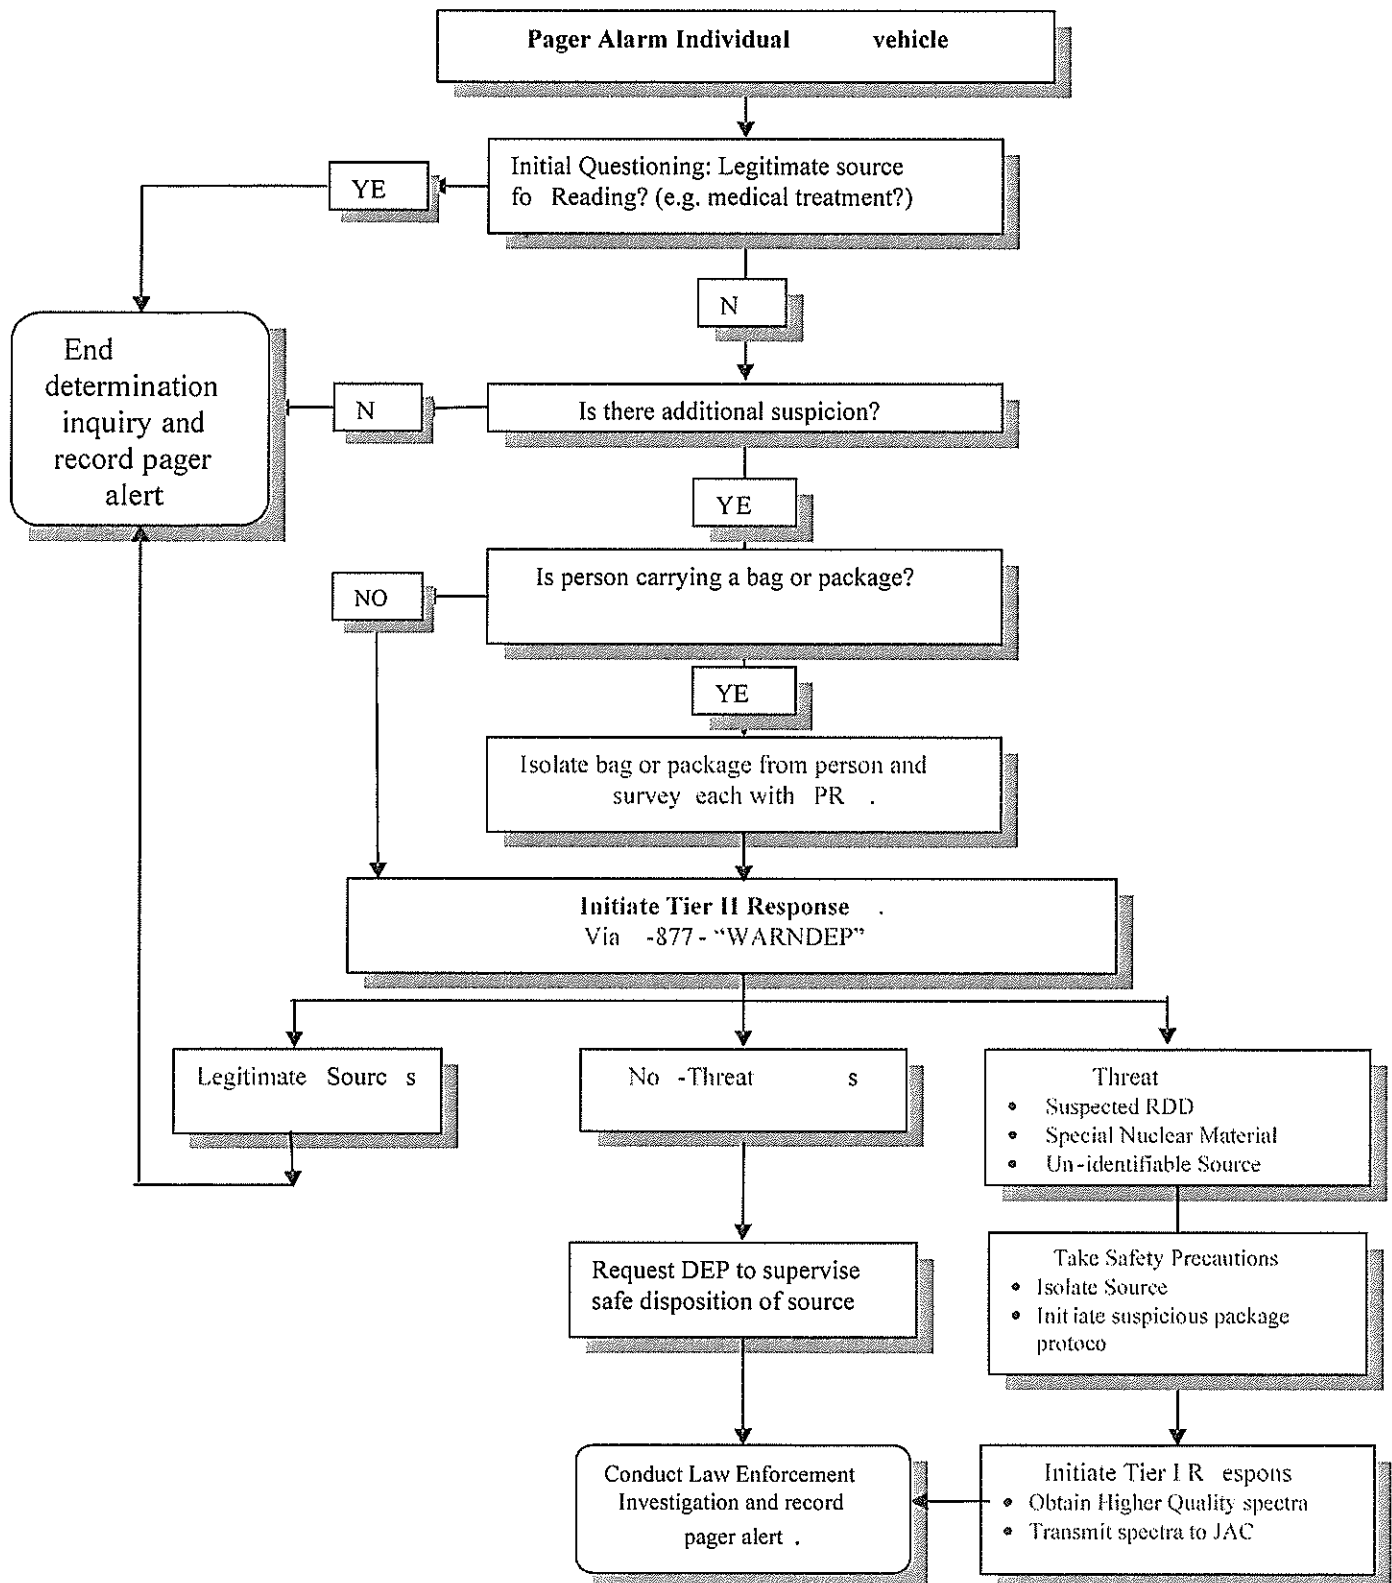 Pager Alarm Individual vehicle
Initial Questioning: Legitimate source
fo Reading? (e.g. medical treatment?)
YE
N
End
determination
inquiry and
record pager
alert
N
Is there additional suspicion?
YE
Is person carrying a bag or package?
NO
YE
Isolate bag or package from person and
survey each with PR .
Initiate Tier II Response .
Via -877- "WARNDEP"
Legitimate Sourc s
No -Threat s
Threat
• Suspected RDD
• Special Nuclear Material
• Un-identifiable Source
Request DEP to supervise
safe disposition of source
Take Safety Precautions
• Isolate Source
• Init iate suspicious package
protoco
Conduct Law Enforcement
Investigation and record
pager alert .
Initiate Tier I R espons
• Obtain Higher Quality spectra
• Transmit spectra to JAC